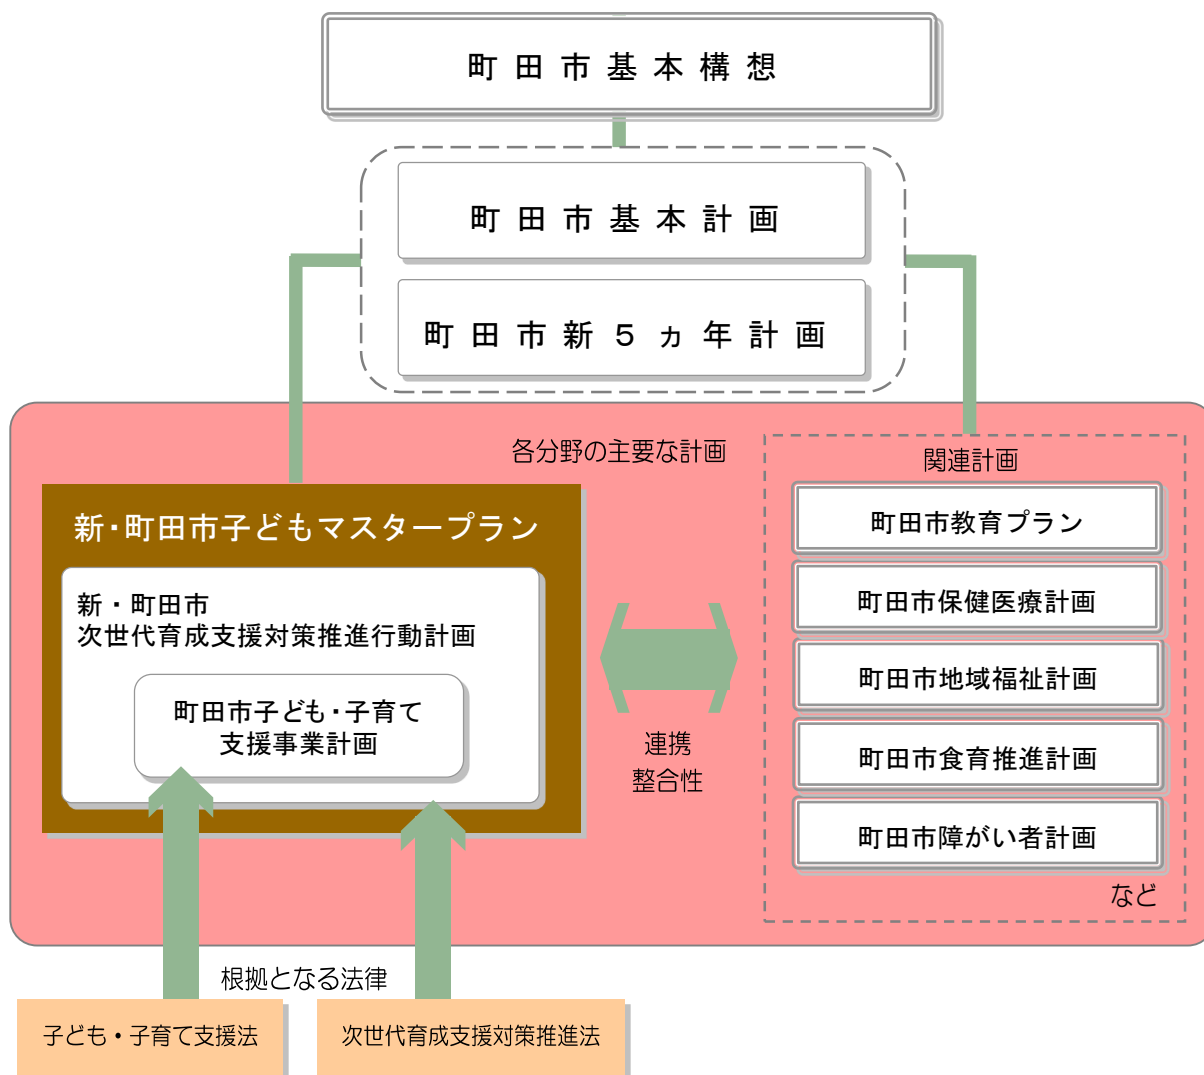 町田市基本構想
町田市基本計画
町田市新５ヵ年計画
各分野の主要な計画
新・町田市子どもマスタープラン
新・町田市
次世代育成支援対策推進行動計画
町田市子ども・子育て
支援事業計画
連携
整合性
関連計画
町田市教育プラン
町田市保健医療計画
町田市地域福祉計画
町田市食育推進計画
町田市障がい者計画
など
根拠となる法律
子ども・子育て支援法
次世代育成支援対策推進法